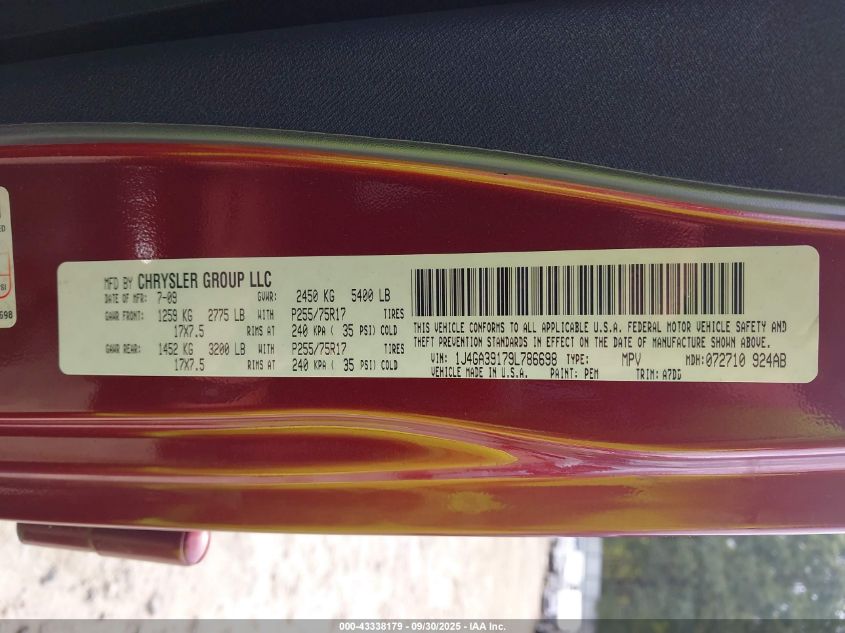 ED
PSI
698
MFD BY CHRYSLER GROUP LLC
DATE OF MFR: 7-09 GVWR: 2450 KG 5400 LB
GAWR FRONT: 1259 KG 2775 LB WITH P255/75R17 TIRES
17X7.5 RIMS AT 240 KPA ( 35 PSI) COLD
GAWR REAR: 1452 KG 3200 LB WITH P255/75R17 TIRES
17X7.5 RIMS AT 240 KPA ( 35 PSI) COLD
THIS VEHICLE CONFORMS TO ALL APPLICABLE U.S.A. FEDERAL MOTOR VEHICLE SAFETY AND
THEFT PREVENTION STANDARDS IN EFFECT ON THE DATE OF MANUFACTURE SHOWN ABOVE.
VIN: 1J4GA39179L786698 TYPE: MPV MDH: 072710 924AB
VEHICLE MADE IN U.S.A. PAINT: PEM TRIM: A7DD
000-43338179 - 09/30/2025 - IAA Inc.